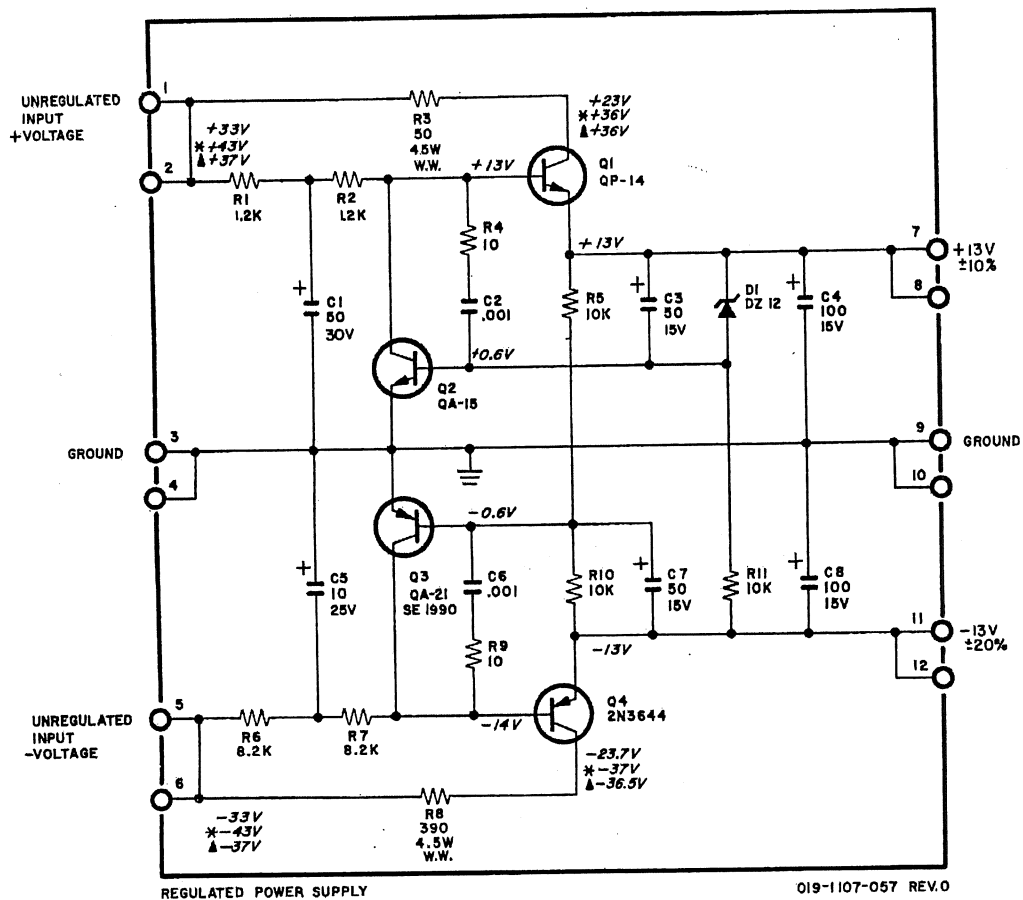 UNREGULATED
INPUT
+VOLTAGE
1
2
+33V
*+43V
▲+37V
R1
1.2K
R2
1.2K
R3
50
4.5W
W.W.
+23V
*+36V
▲+36V
+13V
Q1
QP-14
R4
10
C2
.001
+
C1
50
30V
+13V
R5
10K
+
C3
50
15V
D1
DZ 12
+
C4
100
15V
7
+13V
±10%
8
+0.6V
Q2
QA-15
3
GROUND
4
9
GROUND
10
-0.6V
Q3
QA-21
SE 1990
+
C5
10
25V
C6
.001
R9
10
R10
10K
+
C7
50
15V
R11
10K
+
C8
100
15V
11
-13V
±20%
12
-13V
5
UNREGULATED
INPUT
-VOLTAGE
6
R6
8.2K
R7
8.2K
-14V
Q4
2N3644
-23.7V
*-37V
▲-36.5V
-33V
*-43V
▲-37V
R8
390
4.5W
W.W.
REGULATED POWER SUPPLY
019-1107-057 REV.0